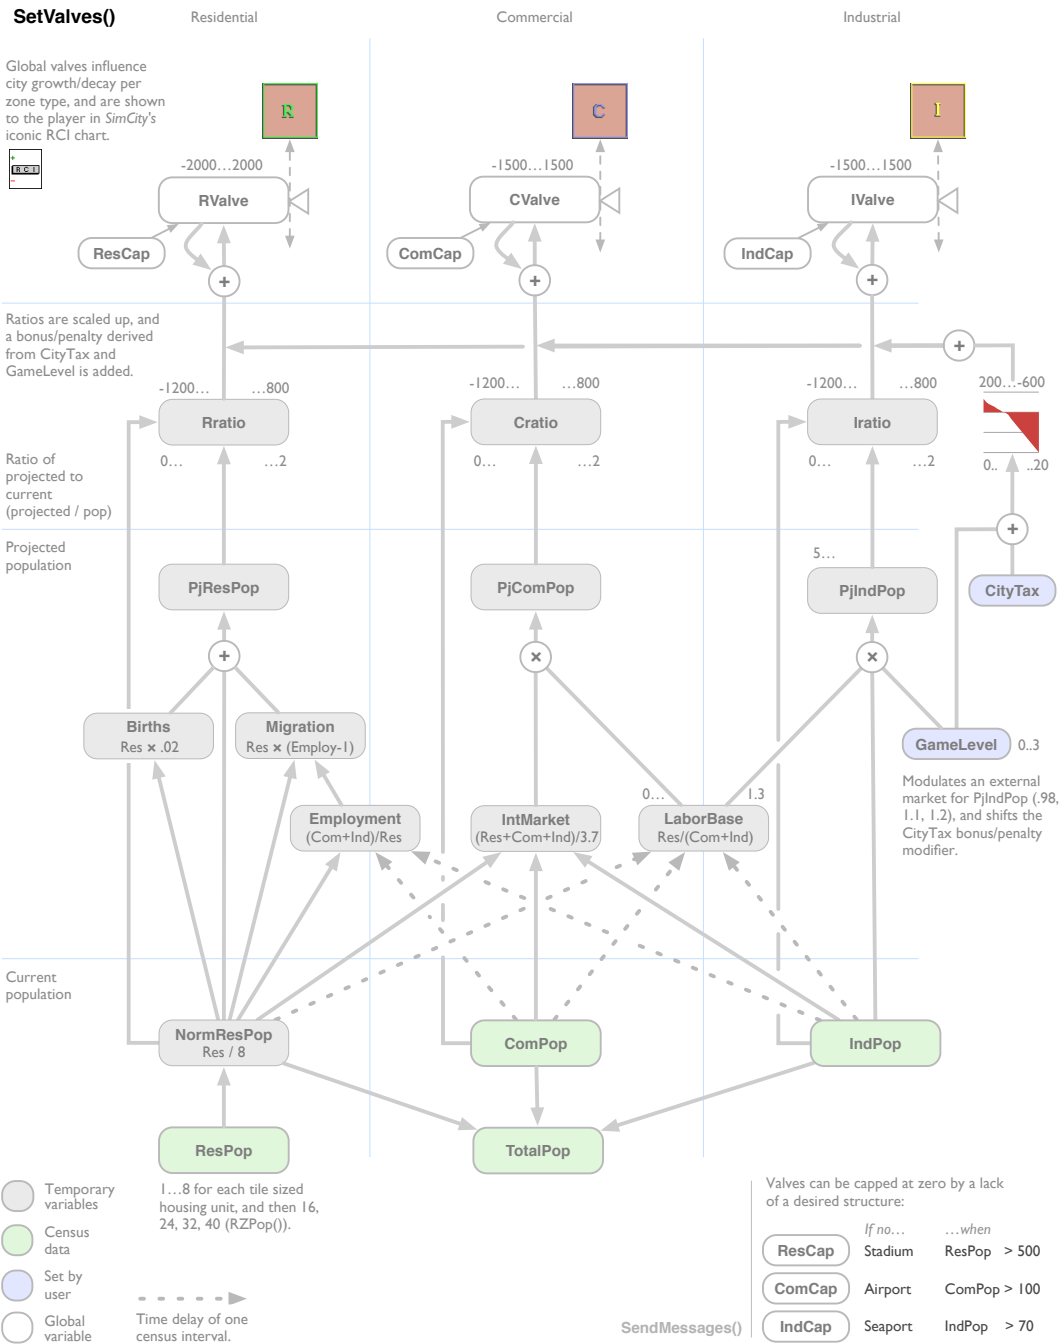 SetValves()
Residential
Commercial
Industrial
Global valves influence
city growth/decay per
zone type, and are shown
to the player in SimCity's
iconic RCI chart.
R C I
R
C
I
-2000…2000
-1500…1500
-1500…1500
RValve
CValve
IValve
ResCap
ComCap
IndCap
+
+
+
Ratios are scaled up, and
a bonus/penalty derived
from CityTax and
GameLevel is added.
+
-1200… …800
-1200… …800
-1200… …800
200…-600
Rratio
Cratio
Iratio
0… …2
0… …2
0… …2
0.. ..20
Ratio of
projected to
current
(projected / pop)
+
Projected
population
5…
PjResPop
PjComPop
PjIndPop
CityTax
+
×
×
Births
Res × .02
Migration
Res × (Employ-1)
GameLevel 0..3
Modulates an external
market for PjIndPop (.98,
1.1, 1.2), and shifts the
CityTax bonus/penalty
modifier.
0… 1.3
Employment
(Com+Ind)/Res
IntMarket
(Res+Com+Ind)/3.7
LaborBase
Res/(Com+Ind)
Current
population
NormResPop
Res / 8
ComPop
IndPop
ResPop
TotalPop
1…8 for each tile sized
housing unit, and then 16,
24, 32, 40 (RZPop()).
Temporary
variables
Census
data
Set by
user
Global
variable
Time delay of one
census interval.
SendMessages()
Valves can be capped at zero by a lack
of a desired structure:
If no… …when
ResCap Stadium ResPop > 500
ComCap Airport ComPop > 100
IndCap Seaport IndPop > 70